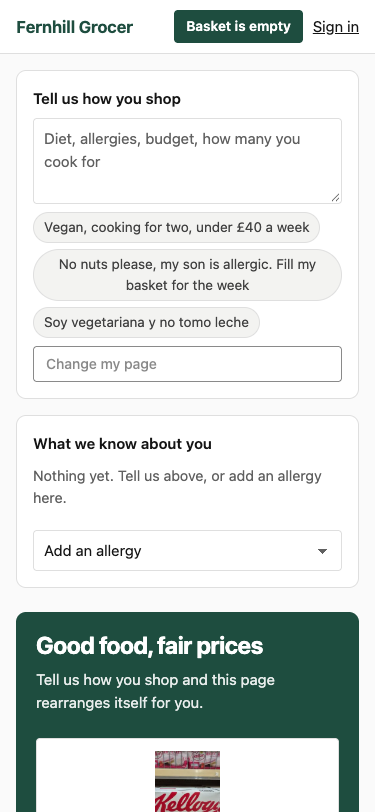 Fernhill Grocer
Basket is empty
Sign in
Tell us how you shop
Diet, allergies, budget, how many you
cook for
Vegan, cooking for two, under £40 a week
No nuts please, my son is allergic. Fill my
basket for the week
Soy vegetariana y no tomo leche
Change my page
What we know about you
Nothing yet. Tell us above, or add an allergy
here.
Add an allergy
Good food, fair prices
Tell us how you shop and this page
rearranges itself for you.
Kellogg